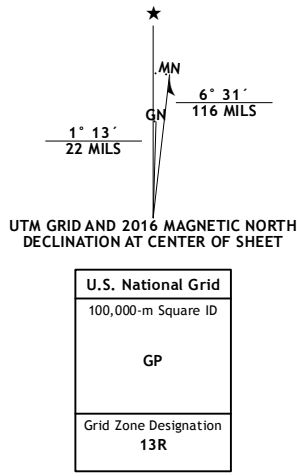 ★
MN
6° 31´
116 MILS
GN
1° 13´
22 MILS
UTM GRID AND 2016 MAGNETIC NORTH
DECLINATION AT CENTER OF SHEET
U.S. National Grid
100,000-m Square ID
GP
Grid Zone Designation
13R